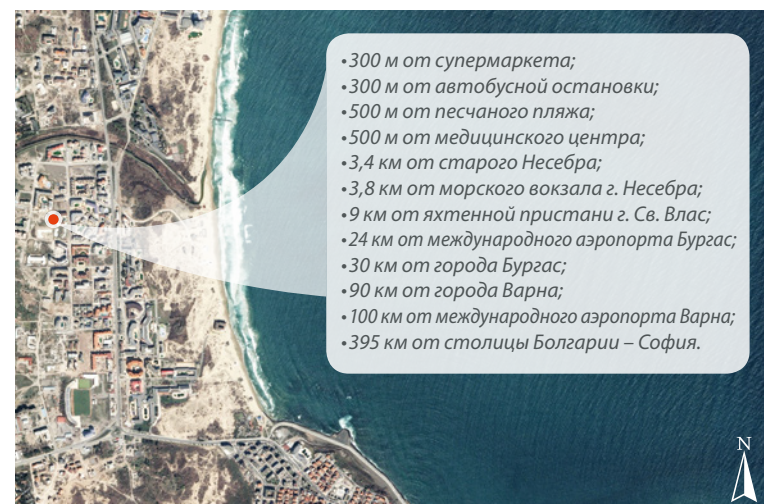 •300 м от супермаркета;
•300 м от автобусной остановки;
•500 м от песчаного пляжа;
•500 м от медицинского центра;
•3,4 км от старого Несебра;
•3,8 км от морского вокзала г. Несебра;
•9 км от яхтенной пристани г. Св. Влас;
•24 км от международного аэропорта Бургас;
•30 км от города Бургас;
•90 км от города Варна;
•100 км от международного аэропорта Варна;
•395 км от столицы Болгарии – София.
N